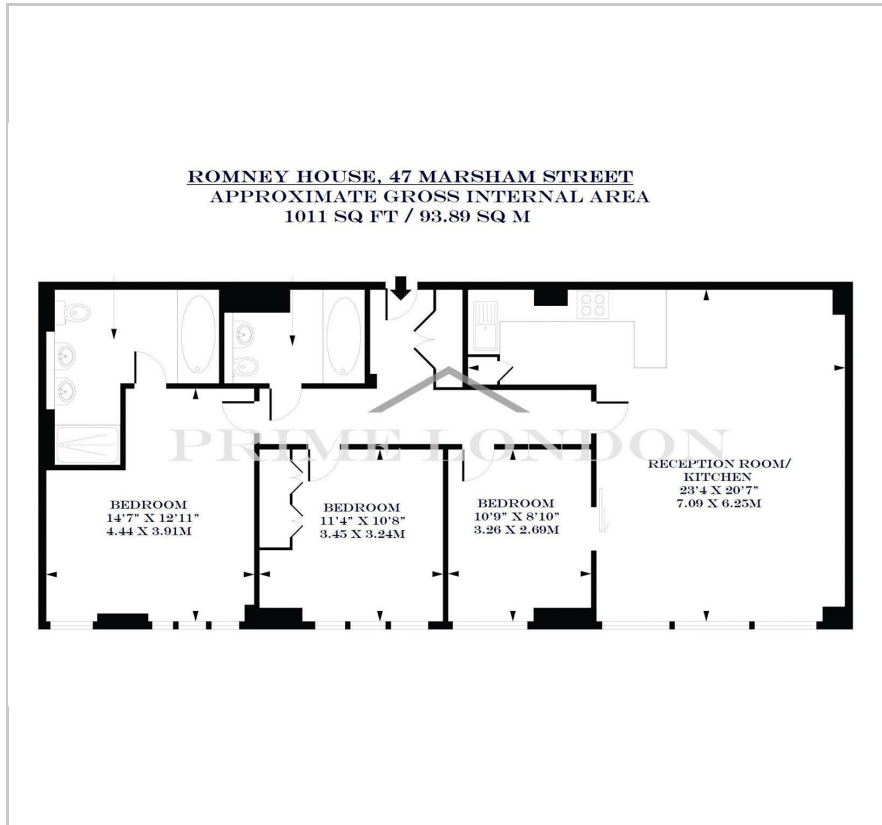 ROMNEY HOUSE, 47 MARSHAM STREET
APPROXIMATE GROSS INTERNAL AREA
1011 SQ FT / 93.89 SQ M
PRIME LONDON
BEDROOM
14'7" X 12'11"
4.44 X 3.91M
BEDROOM
11'4" X 10'8"
3.45 X 3.24M
BEDROOM
10'9" X 8'10"
3.26 X 2.69M
RECEPTION ROOM/
KITCHEN
23'4 X 20'7"
7.09 X 6.25M